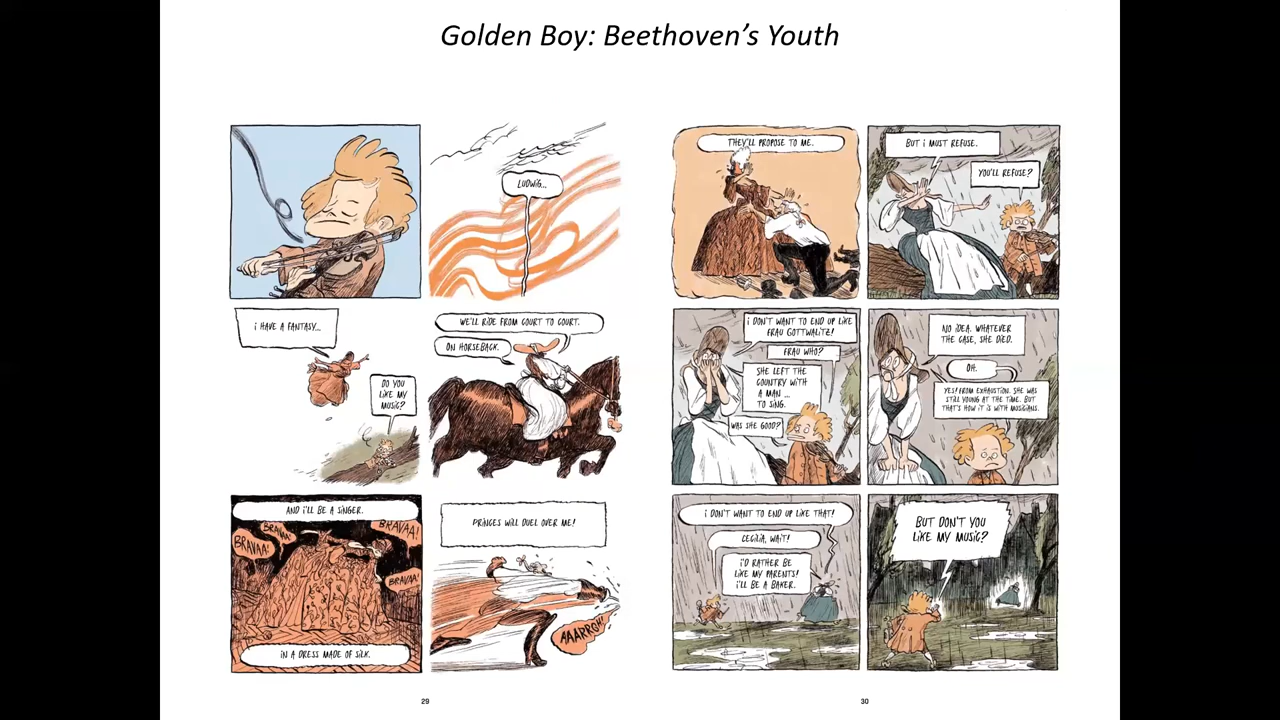 Golden Boy: Beethoven's Youth
LUDWIG...
I HAVE A FANTASY...
DO YOU
LIKE MY
MUSIC?
WE'LL RIDE FROM COURT TO COURT.
ON HORSEBACK.
AND I'LL BE A SINGER.
BRAVAA!
BRAVA!
BRAVAA!
BRAVAA!
IN A DRESS MADE OF SILK.
PRINCES WILL DUEL OVER ME!
AAARRGH!
29
THEY'LL PROPOSE TO ME.
BUT I MUST REFUSE.
YOU'LL REFUSE?
I DON'T WANT TO END UP LIKE
FRAU GOTTWALITZ!
FRAU WHO?
SHE LEFT THE
COUNTRY WITH
A MAN ...
TO SING.
WAS SHE GOOD?
NO IDEA. WHATEVER
THE CASE, SHE DIED.
OH.
YES! FROM EXHAUSTION. SHE WAS
STILL YOUNG AT THE TIME. BUT
THAT'S HOW IT IS WITH MUSICIANS.
I DON'T WANT TO END UP LIKE THAT!
CECILIA, WAIT!
I'D RATHER BE
LIKE MY PARENTS!
I'LL BE A BAKER.
BUT DON'T YOU
LIKE MY MUSIC?
30